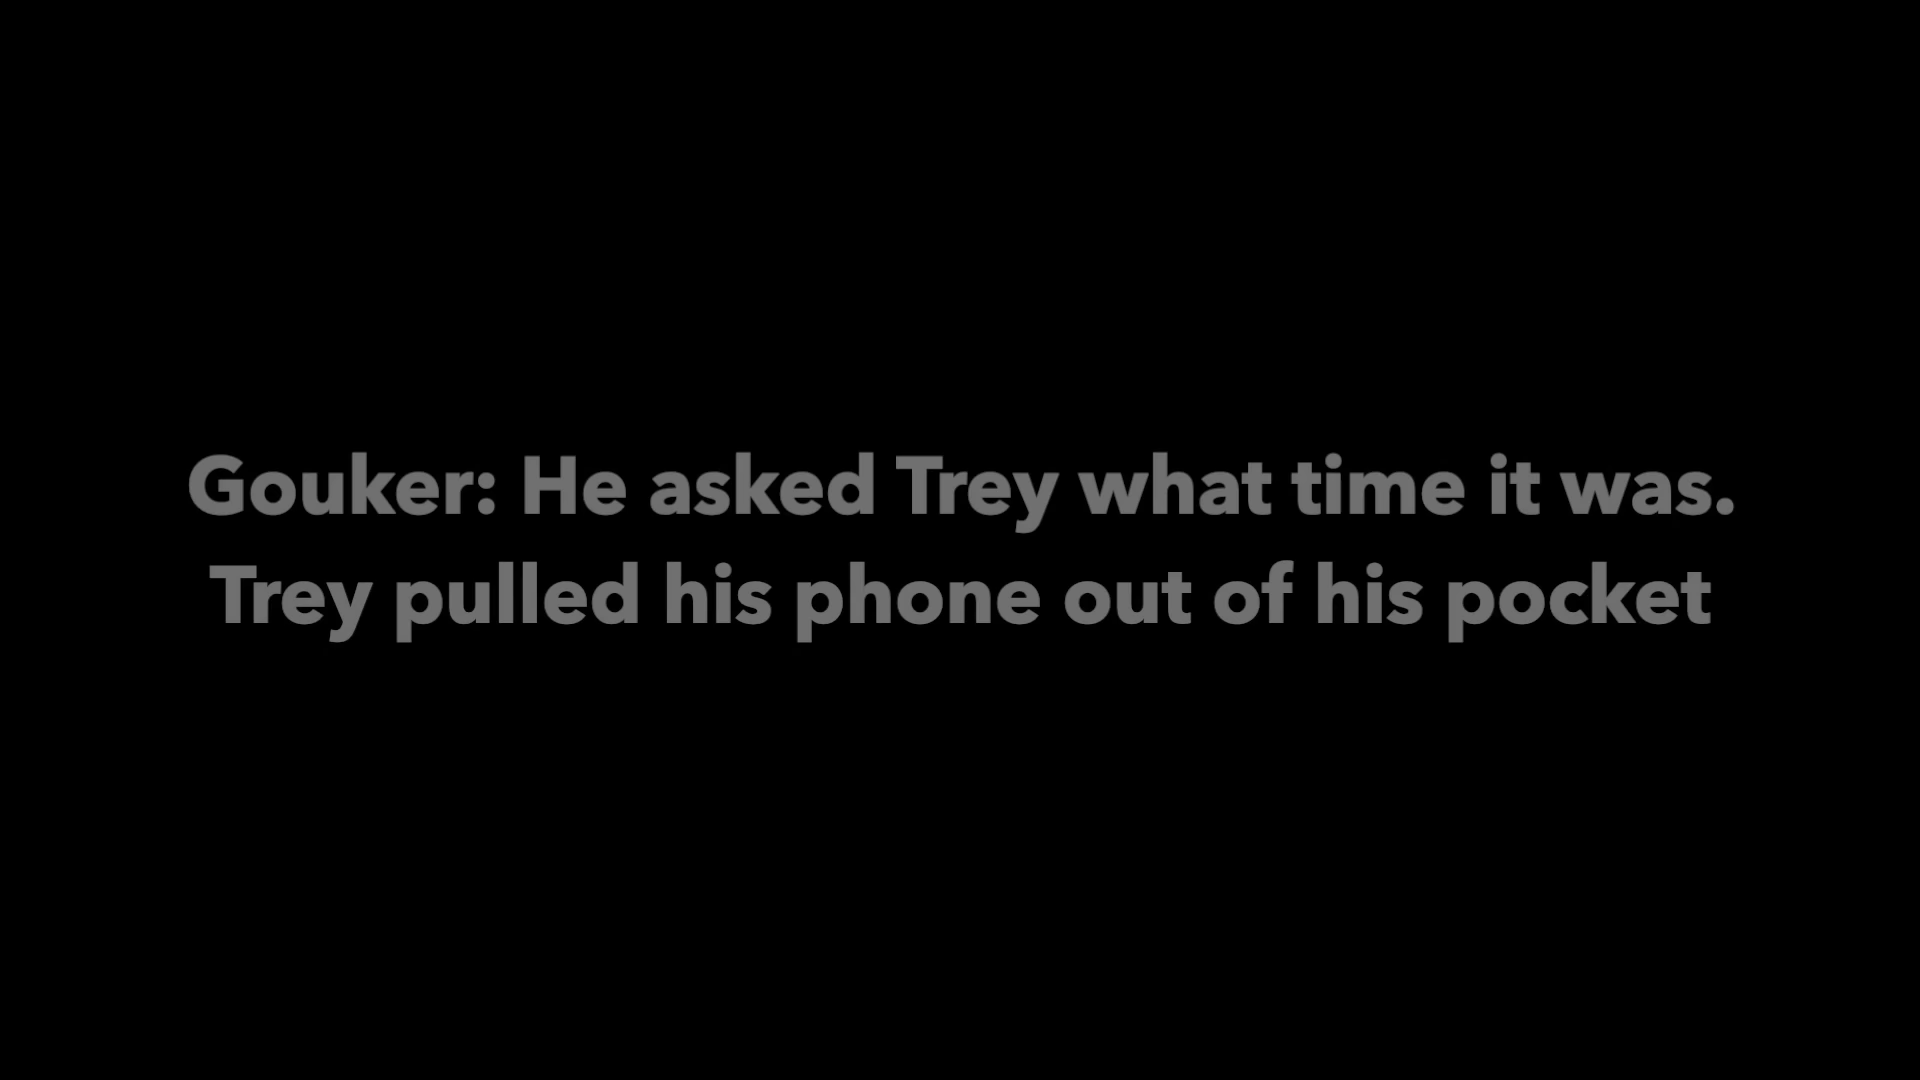 Gouker: He asked Trey what time it was.
Trey pulled his phone out of his pocket